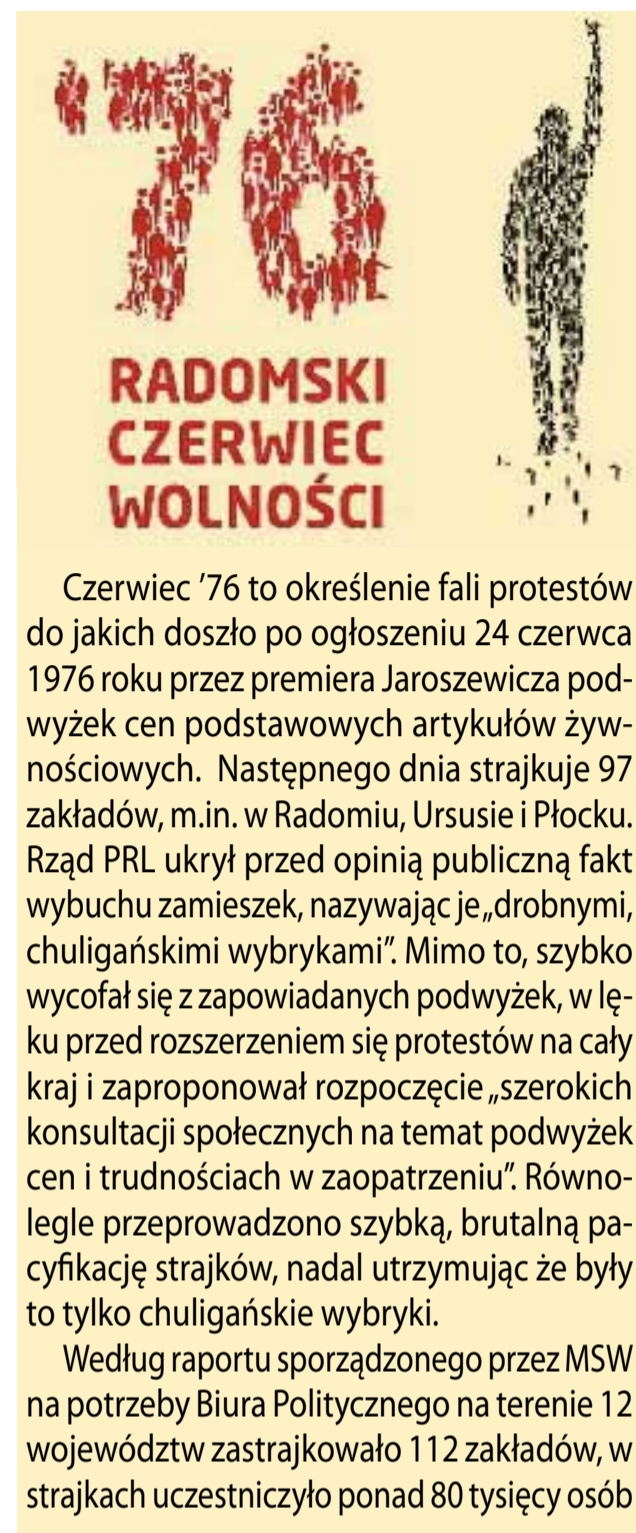 '76
RADOMSKI
CZERWIEC
WOLNOŚCI
Czerwiec ’76 to określenie fali protestów
do jakich doszło po ogłoszeniu 24 czerwca
1976 roku przez premiera Jaroszewicza pod-
wyżek cen podstawowych artykułów żyw-
nościowych. Następnego dnia strajkuje 97
zakładów, m.in. w Radomiu, Ursusie i Płocku.
Rząd PRL ukrył przed opinią publiczną fakt
wybuchu zamieszek, nazywając je „drobnymi,
chuligańskimi wybrykami”. Mimo to, szybko
wycofał się z zapowiadanych podwyżek, w lę-
ku przed rozszerzeniem się protestów na cały
kraj i zaproponował rozpoczęcie „szerokich
konsultacji społecznych na temat podwyżek
cen i trudnościach w zaopatrzeniu”. Równo-
legle przeprowadzono szybką, brutalną pa-
cyfikację strajków, nadal utrzymując że były
to tylko chuligańskie wybryki.
Według raportu sporządzonego przez MSW
na potrzeby Biura Politycznego na terenie 12
województw zastrajkowało 112 zakładów, w
strajkach uczestniczyło ponad 80 tysięcy osób